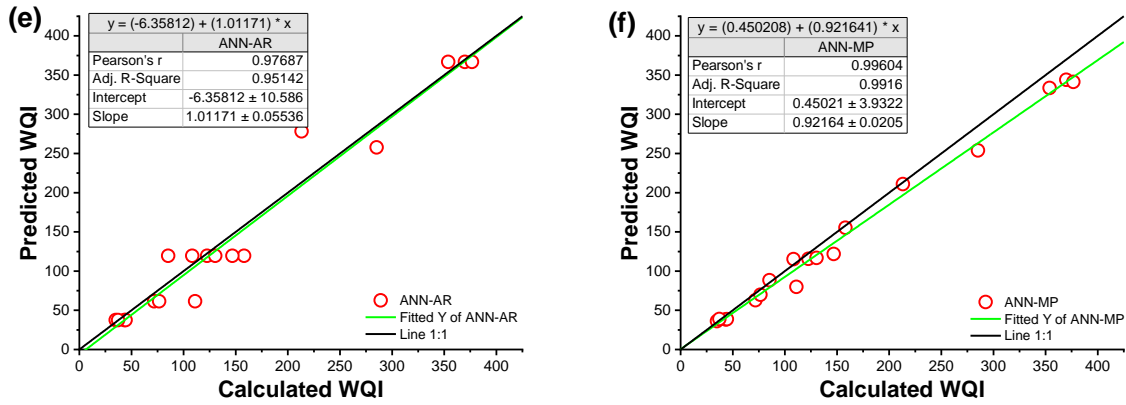 (e)
y = (-6.35812) + (1.01171) * x
ANN-AR
Pearson's r 0.97687
Adj. R-Square 0.95142
Intercept -6.35812 ± 10.586
Slope 1.01171 ± 0.05536
Predicted WQI
400
350
300
250
200
150
100
50
0
ANN-AR
Fitted Y of ANN-AR
Line 1:1
0 50 100 150 200 250 300 350 400
Calculated WQI
(f)
y = (0.450208) + (0.921641) * x
ANN-MP
Pearson's r 0.99604
Adj. R-Square 0.9916
Intercept 0.45021 ± 3.9322
Slope 0.92164 ± 0.0205
Predicted WQI
400
350
300
250
200
150
100
50
0
ANN-MP
Fitted Y of ANN-MP
Line 1:1
0 50 100 150 200 250 300 350 400
Calculated WQI